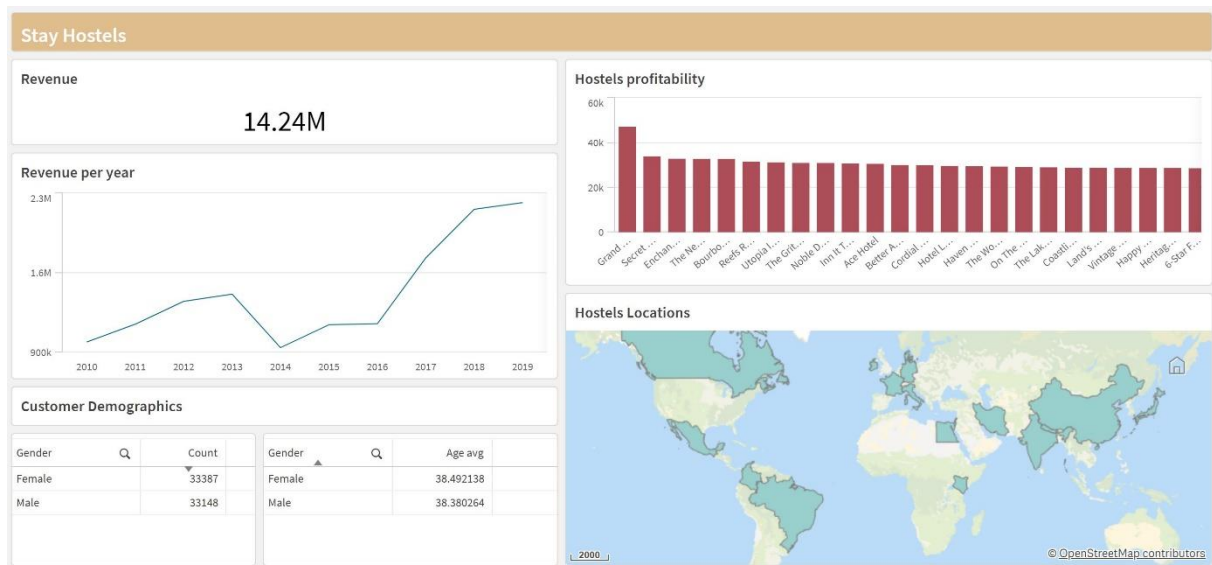 Stay Hostels
Revenue
14.24M
Revenue per year
2.3M
1.6M
900k
2010 2011 2012 2013 2014 2015 2016 2017 2018 2019
Customer Demographics
Gender Count
Female 33387
Male 33148
Gender Age avg
Female 38.492138
Male 38.380264
Hostels profitability
60k
40k
20k
0
Grand ... Secret ... Enchan... The Ne... Bourbo... Reefs R... Utopia I... The Grit... Noble D... Inn It T... Ace Hotel Better A... Cordial... Hotel L... Haven ... The Wo... On The ... The Lak... Coastli... Land's ... Vintage ... Happy ... Heritag... 6-Star F...
Hostels Locations
2000
© OpenStreetMap contributors